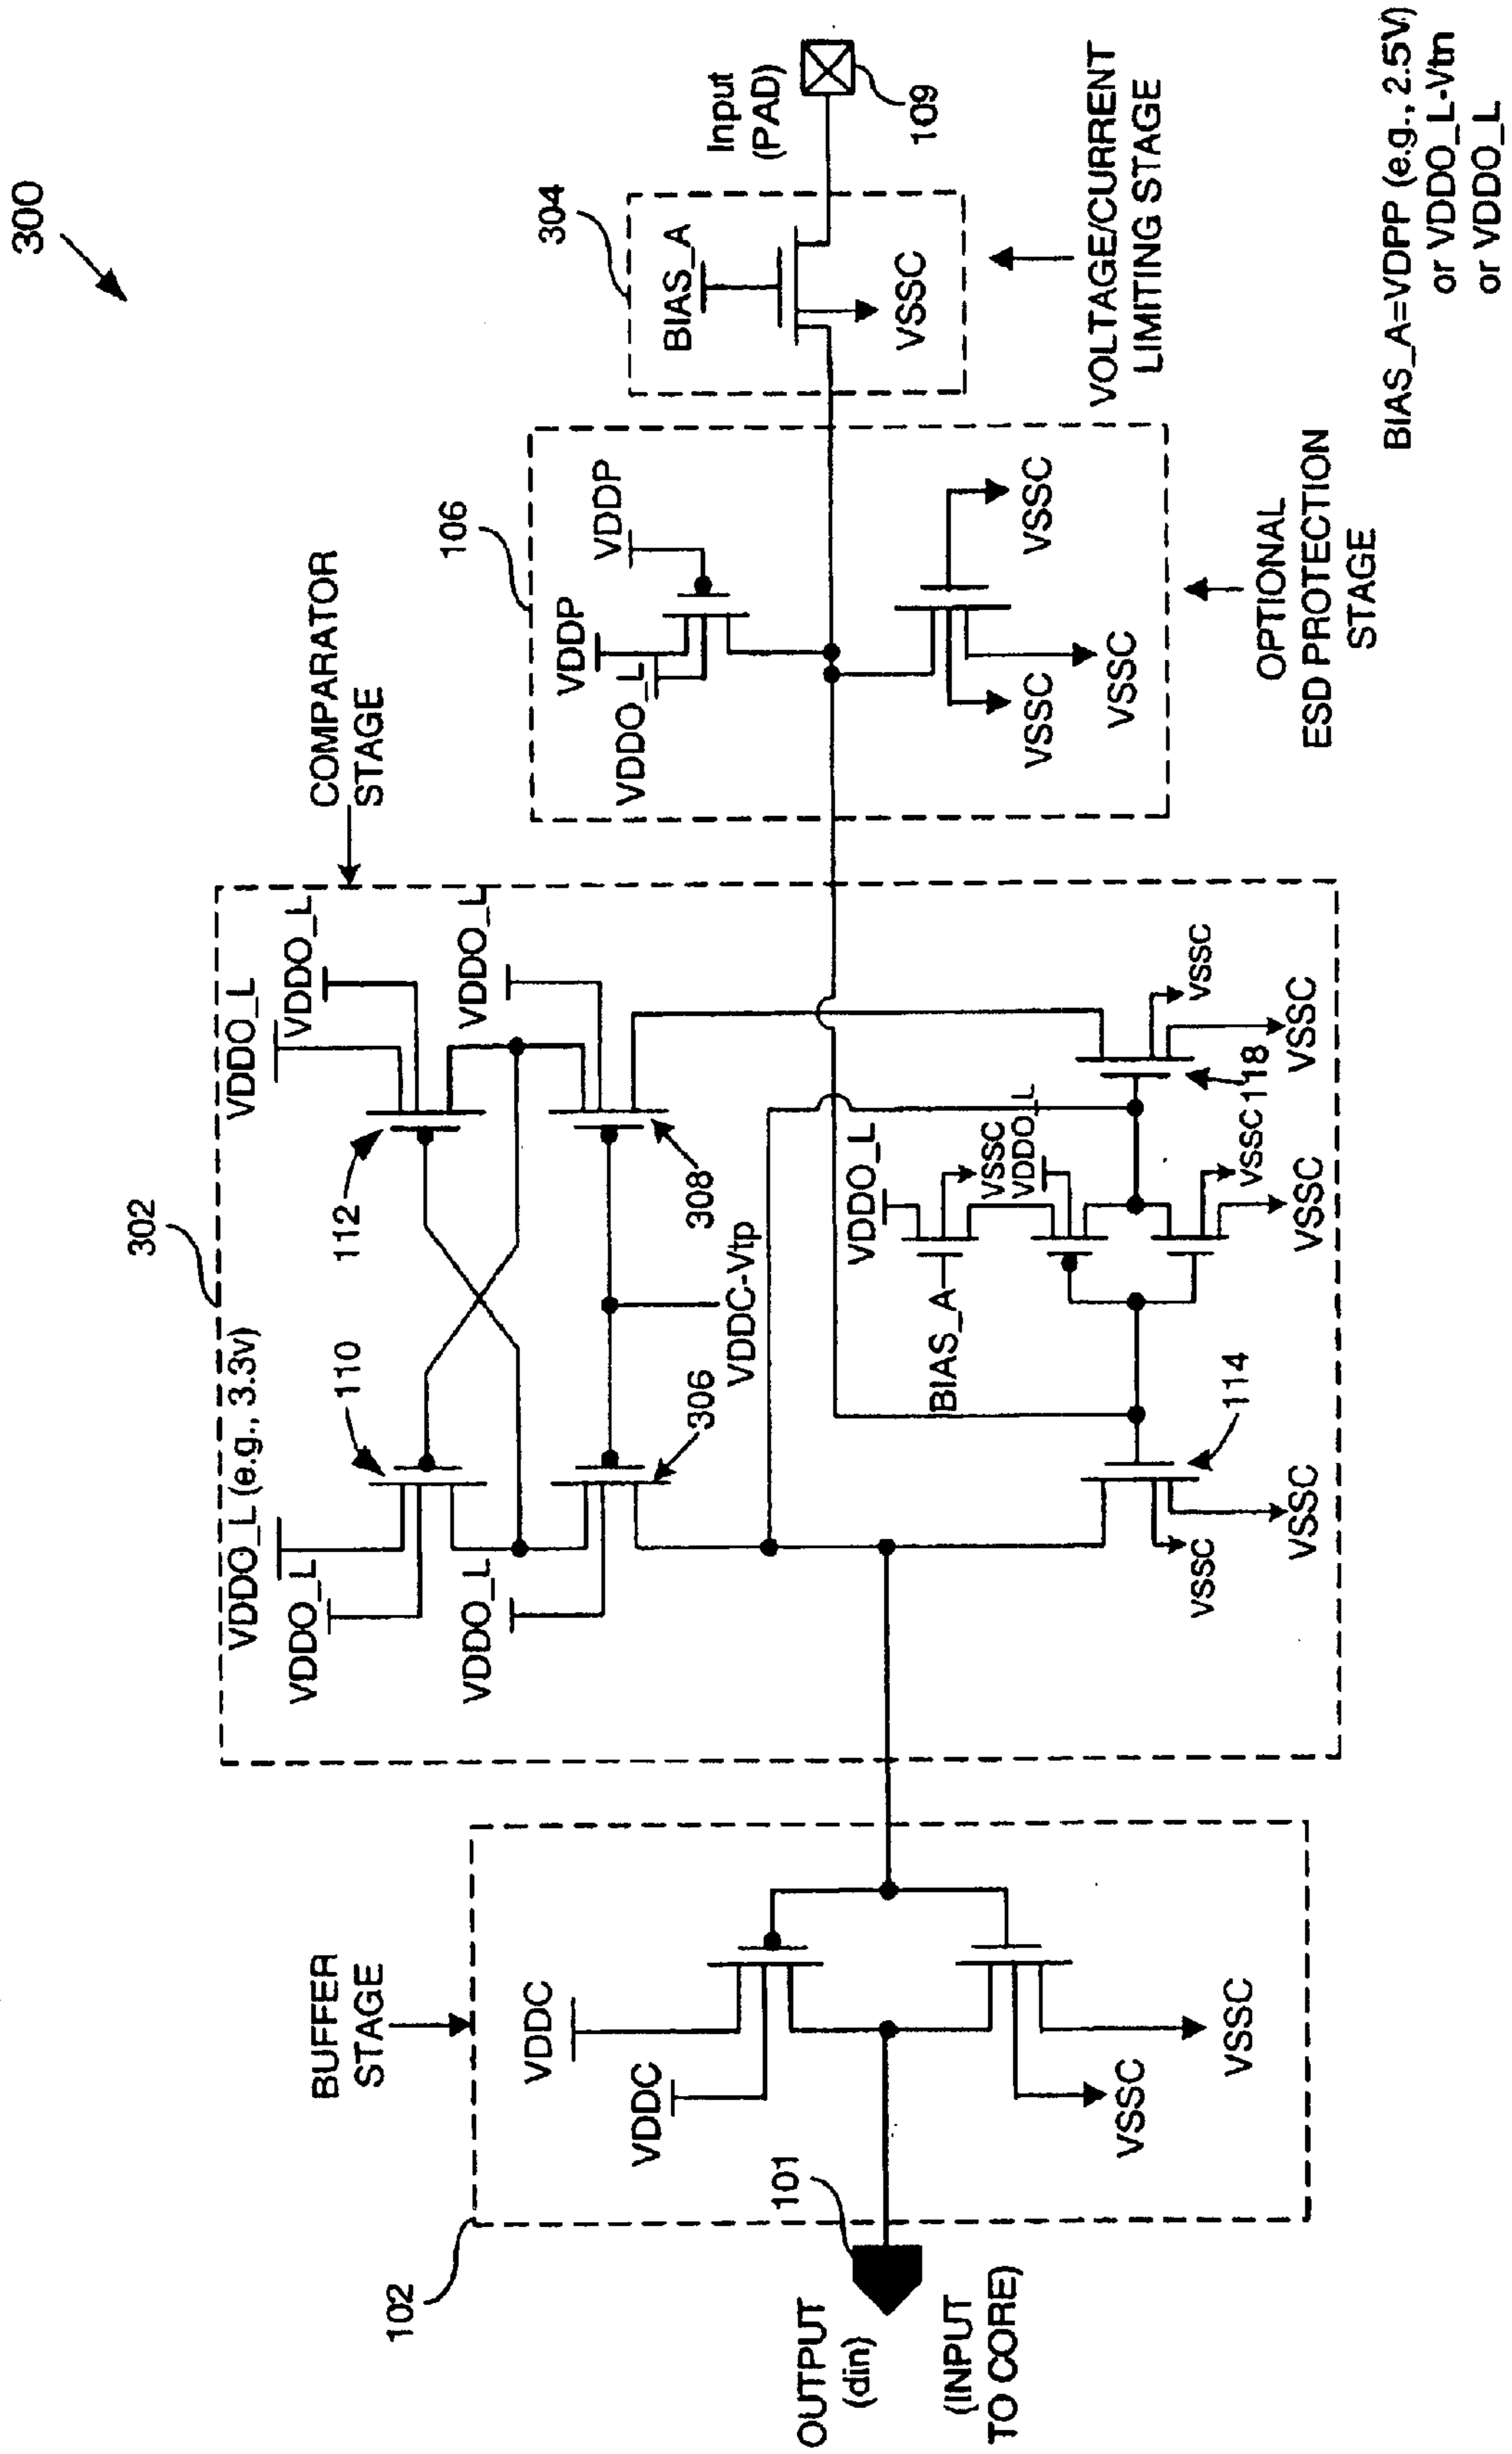 300
BUFFER
STAGE
102
VDDC
VDDC
VSSC
VSSC
101
OUTPUT
(din)
(INPUT
TO CORE)
302
COMPARATOR
STAGE
VDDO_L (e.g., 3.3v)
VDDO_L
VDDO_L
VDDO_L
110
112
VDDO_L
VDDO_L
306
308
VDDC-Vtp
VDDO_L
BIAS_A
VSSC
VDDO_L
VSSC
VSSC
114
VSSC
VSSC
118
VSSC
VSSC
106
VDDP
VDDP
VDDO_L
VSSC
VSSC
VSSC
OPTIONAL
ESD PROTECTION
STAGE
304
BIAS_A
VSSC
VOLTAGE/CURRENT
LIMITING STAGE
Input
(PAD)
109
BIAS_A=VDPP (e.g., 2.5V)
or VDDO_L-Vtn
or VDDO_L